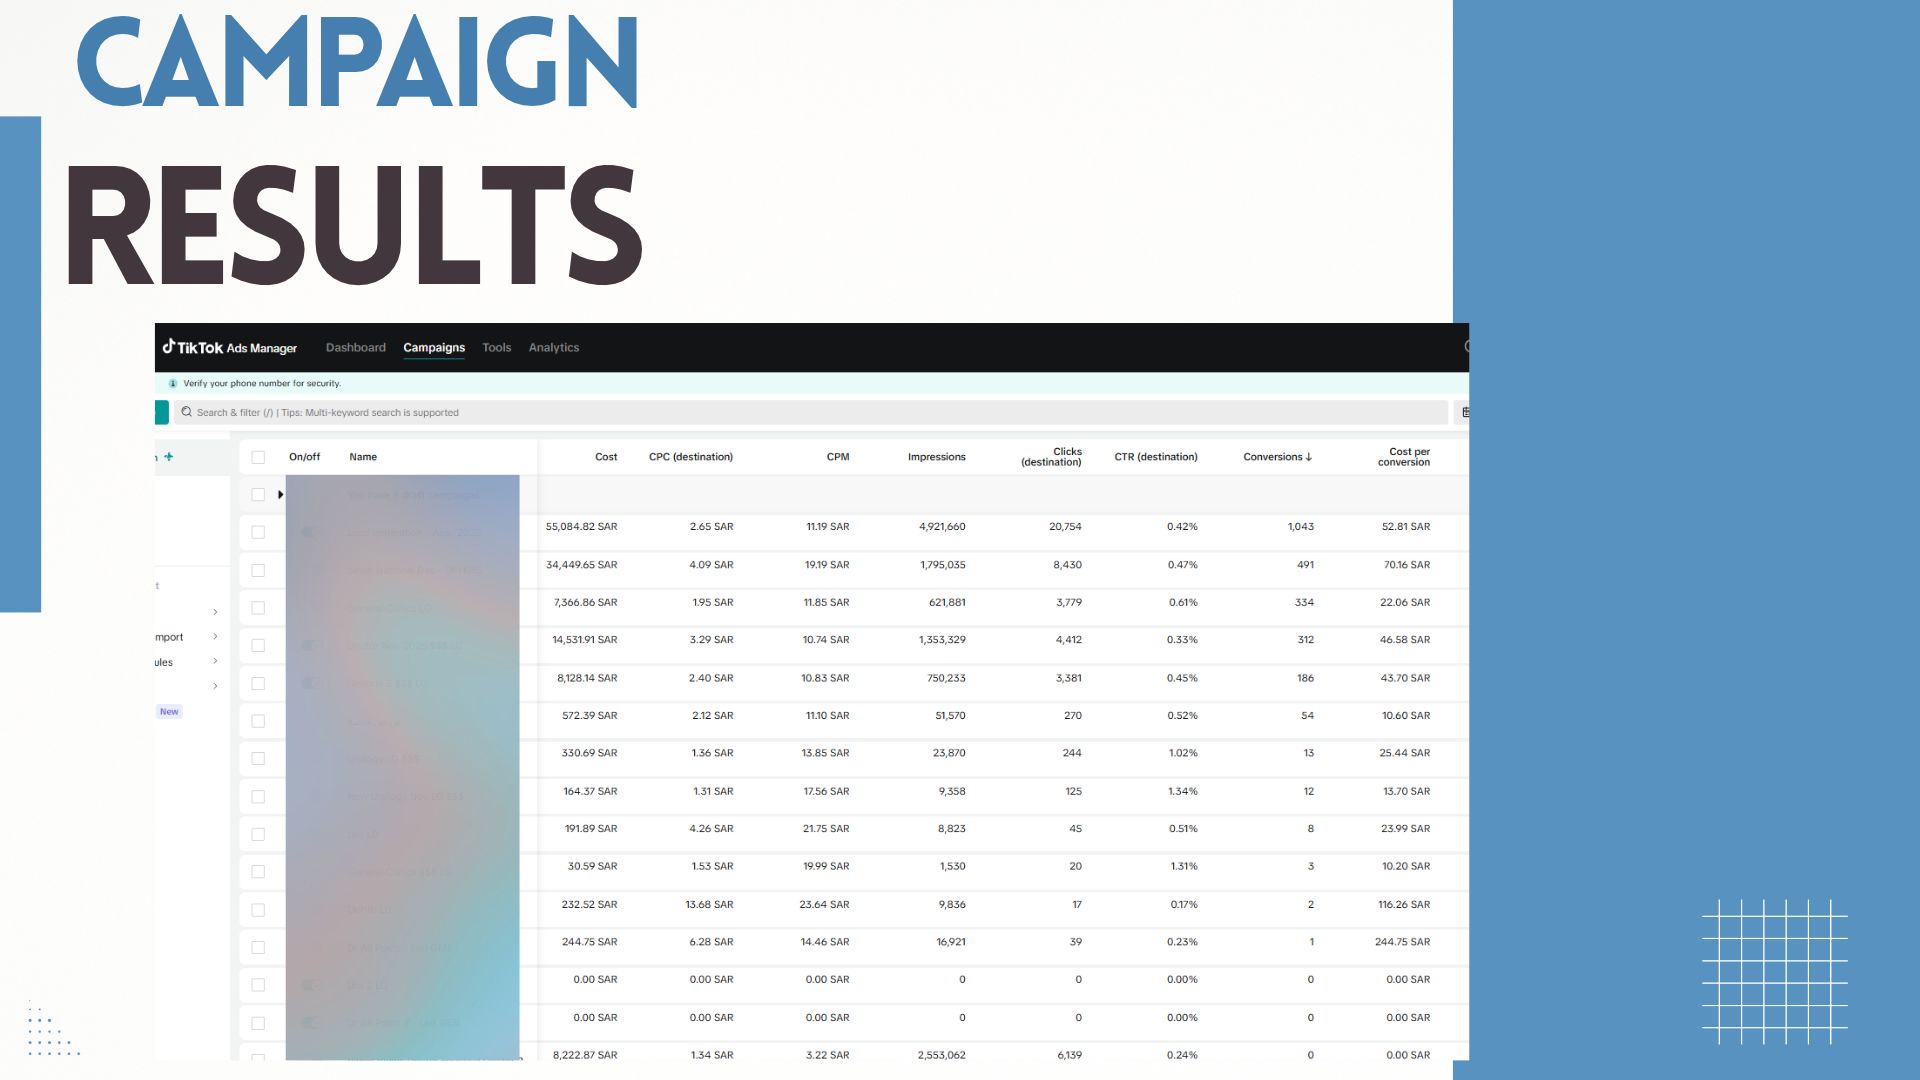 CAMPAIGN
RESULTS
TikTok Ads Manager Dashboard Campaigns Tools Analytics
Verify your phone number for security.
Search & filter (/) | Tips: Multi-keyword search is supported
On/off Name Cost CPC (destination) CPM Impressions Clicks (destination) CTR (destination) Conversions ↓ Cost per conversion
55,084.82 SAR 2.65 SAR 11.19 SAR 4,921,660 20,754 0.42% 1,043 52.81 SAR
34,449.65 SAR 4.09 SAR 19.19 SAR 1,795,035 8,430 0.47% 491 70.16 SAR
7,366.86 SAR 1.95 SAR 11.85 SAR 621,881 3,779 0.61% 334 22.06 SAR
14,531.91 SAR 3.29 SAR 10.74 SAR 1,353,329 4,412 0.33% 312 46.58 SAR
8,128.14 SAR 2.40 SAR 10.83 SAR 750,233 3,381 0.45% 186 43.70 SAR
572.39 SAR 2.12 SAR 11.10 SAR 51,570 270 0.52% 54 10.60 SAR
330.69 SAR 1.36 SAR 13.85 SAR 23,870 244 1.02% 13 25.44 SAR
164.37 SAR 1.31 SAR 17.56 SAR 9,358 125 1.34% 12 13.70 SAR
191.89 SAR 4.26 SAR 21.75 SAR 8,823 45 0.51% 8 23.99 SAR
30.59 SAR 1.53 SAR 19.99 SAR 1,530 20 1.31% 3 10.20 SAR
232.52 SAR 13.68 SAR 23.64 SAR 9,836 17 0.17% 2 116.26 SAR
244.75 SAR 6.28 SAR 14.46 SAR 16,921 39 0.23% 1 244.75 SAR
0.00 SAR 0.00 SAR 0.00 SAR 0 0 0.00% 0 0.00 SAR
0.00 SAR 0.00 SAR 0.00 SAR 0 0 0.00% 0 0.00 SAR
8,222.87 SAR 1.34 SAR 3.22 SAR 2,553,062 6,139 0.24% 0 0.00 SAR
mport
ules
New